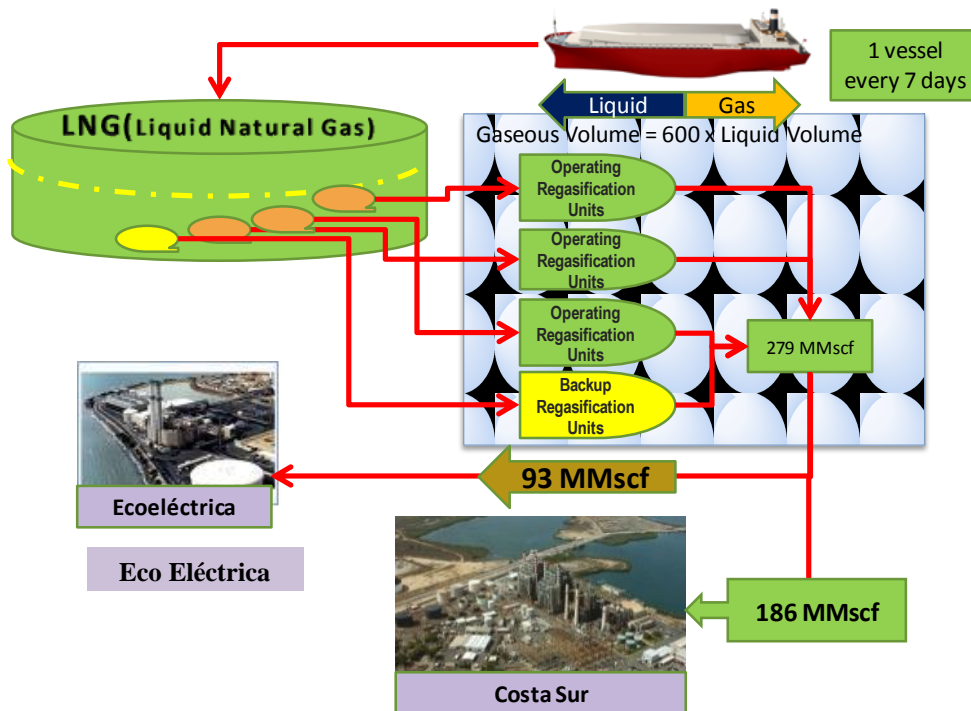 1 vessel
every 7 days
Liquid
Gas
LNG(Liquid Natural Gas)
Gaseous Volume = 600 x Liquid Volume
Operating
Regasification
Units
Operating
Regasification
Units
Operating
Regasification
Units
279 MMscf
Backup
Regasification
Units
93 MMscf
Ecoeléctrica
Eco Eléctrica
186 MMscf
Costa Sur